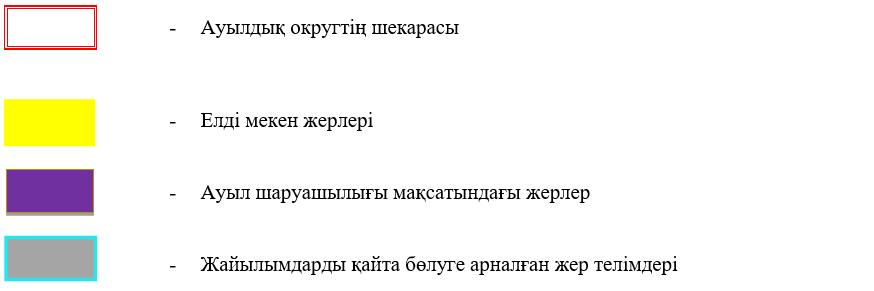 - Ауылдық округтің шекарасы
- Елді мекен жерлері
- Ауыл шаруашылығы мақсатындағы жерлер
- Жайылымдарды қайта бөлуге арналған жер телімдері